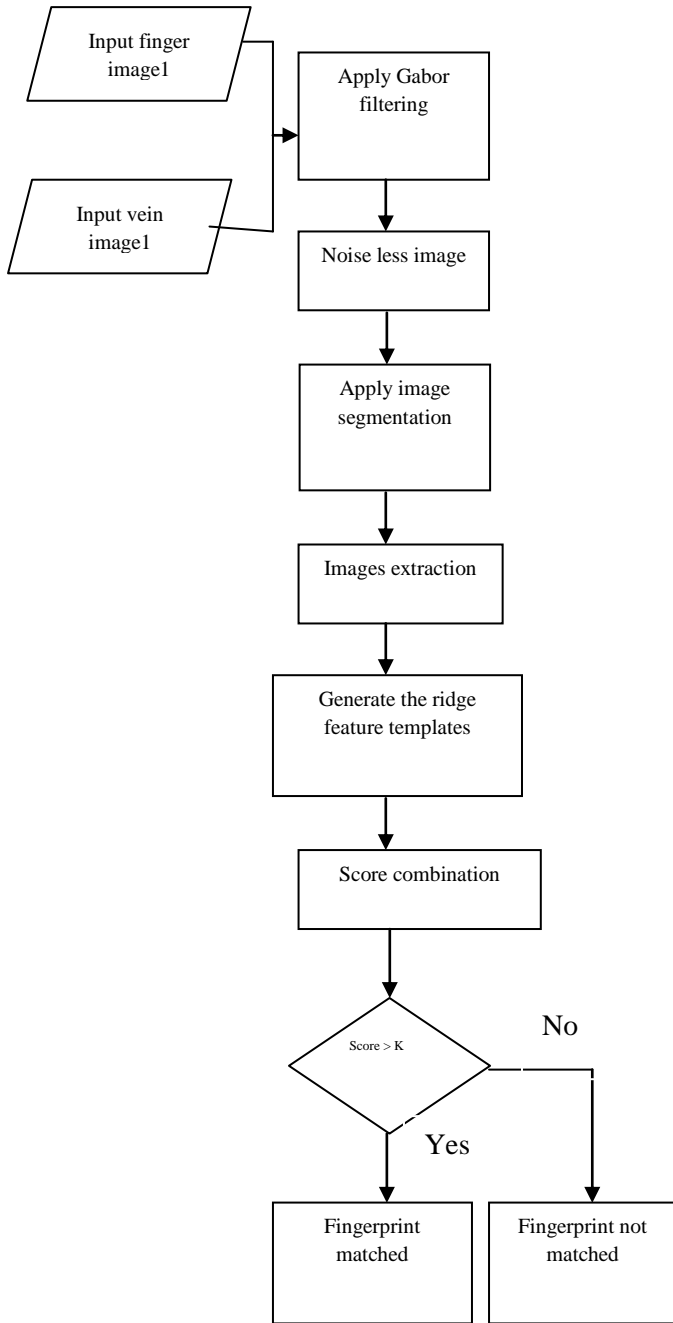 Input finger
image1
Apply Gabor
filtering
Input vein
image1
Noise less image
Apply image
segmentation
Images extraction
Generate the ridge
feature templates
Score combination
Score > K
No
Yes
Fingerprint
matched
Fingerprint not
matched